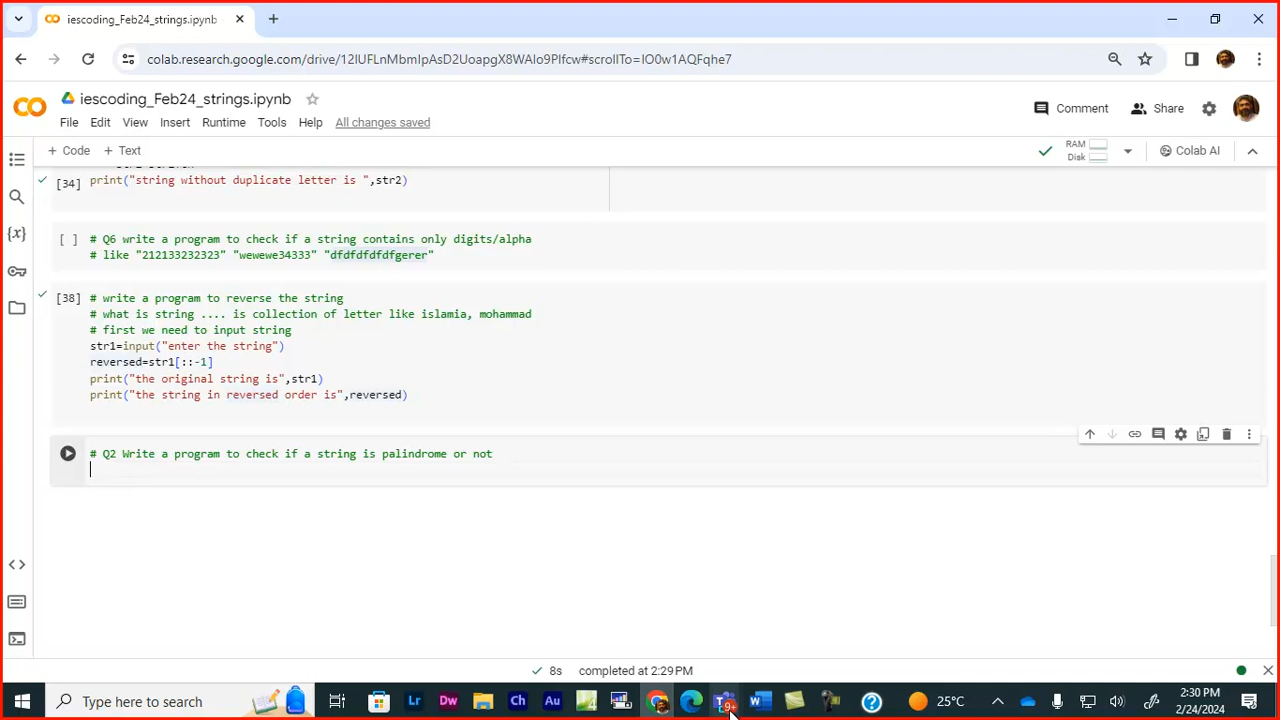 iescoding_Feb24_strings.ipynb
colab.research.google.com/drive/12lUFLnMbmIpAsD2UoapgX8WAIo9PIfcw#scrollTo=IO0w1AQFqhe7
iescoding_Feb24_strings.ipynb
File Edit View Insert Runtime Tools Help All changes saved
Comment Share
+ Code + Text
RAM
Disk
Colab AI
[34] print("string without duplicate letter is ",str2)
[ ] # Q6 write a program to check if a string contains only digits/alpha
# like "212133232323" "wewewe34333" "dfdfdfdfdfgerer"
[38] # write a program to reverse the string
# what is string .... is collection of letter like islamia, mohammad
# first we need to input string
str1=input("enter the string")
reversed=str1[::-1]
print("the original string is",str1)
print("the string in reversed order is",reversed)
# Q2 Write a program to check if a string is palindrome or not
8s completed at 2:29 PM
Type here to search
Lr Dw Ch Au
9+
25°C
2:30 PM
2/24/2024